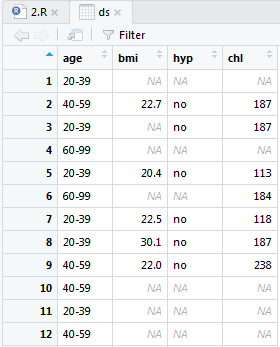 2.R ds
Filter
age bmi hyp chl
1 20-39 NA NA NA
2 40-59 22.7 no 187
3 20-39 NA no 187
4 60-99 NA NA NA
5 20-39 20.4 no 113
6 60-99 NA NA 184
7 20-39 22.5 no 118
8 20-39 30.1 no 187
9 40-59 22.0 no 238
10 40-59 NA NA NA
11 20-39 NA NA NA
12 40-59 NA NA NA